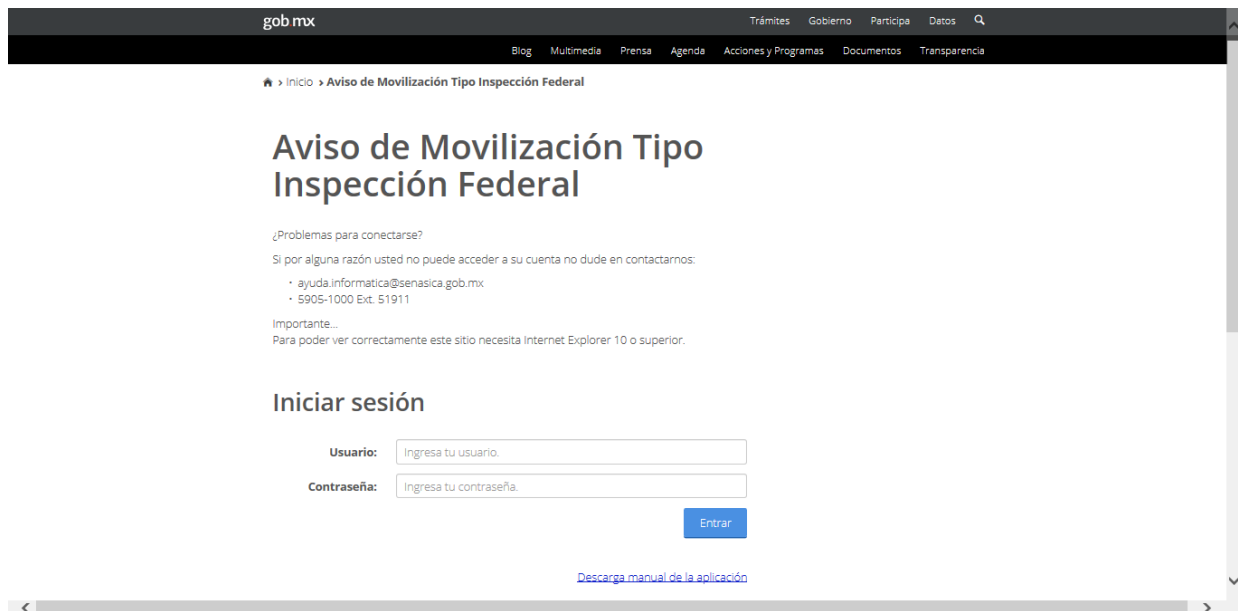 gob mx
Trámites Gobierno Participa Datos
Blog Multimedia Prensa Agenda Acciones y Programas Documentos Transparencia
> Inicio > Aviso de Movilización Tipo Inspección Federal
Aviso de Movilización Tipo
Inspección Federal
¿Problemas para conectarse?
Si por alguna razón usted no puede acceder a su cuenta no dude en contactarnos:
• ayuda.informatica@senasica.gob.mx
• 5905-1000 Ext. 51911
Importante...
Para poder ver correctamente este sitio necesita Internet Explorer 10 o superior.
Iniciar sesión
Usuario: Ingresa tu usuario.
Contraseña: Ingresa tu contraseña.
Entrar
Descarga manual de la aplicación